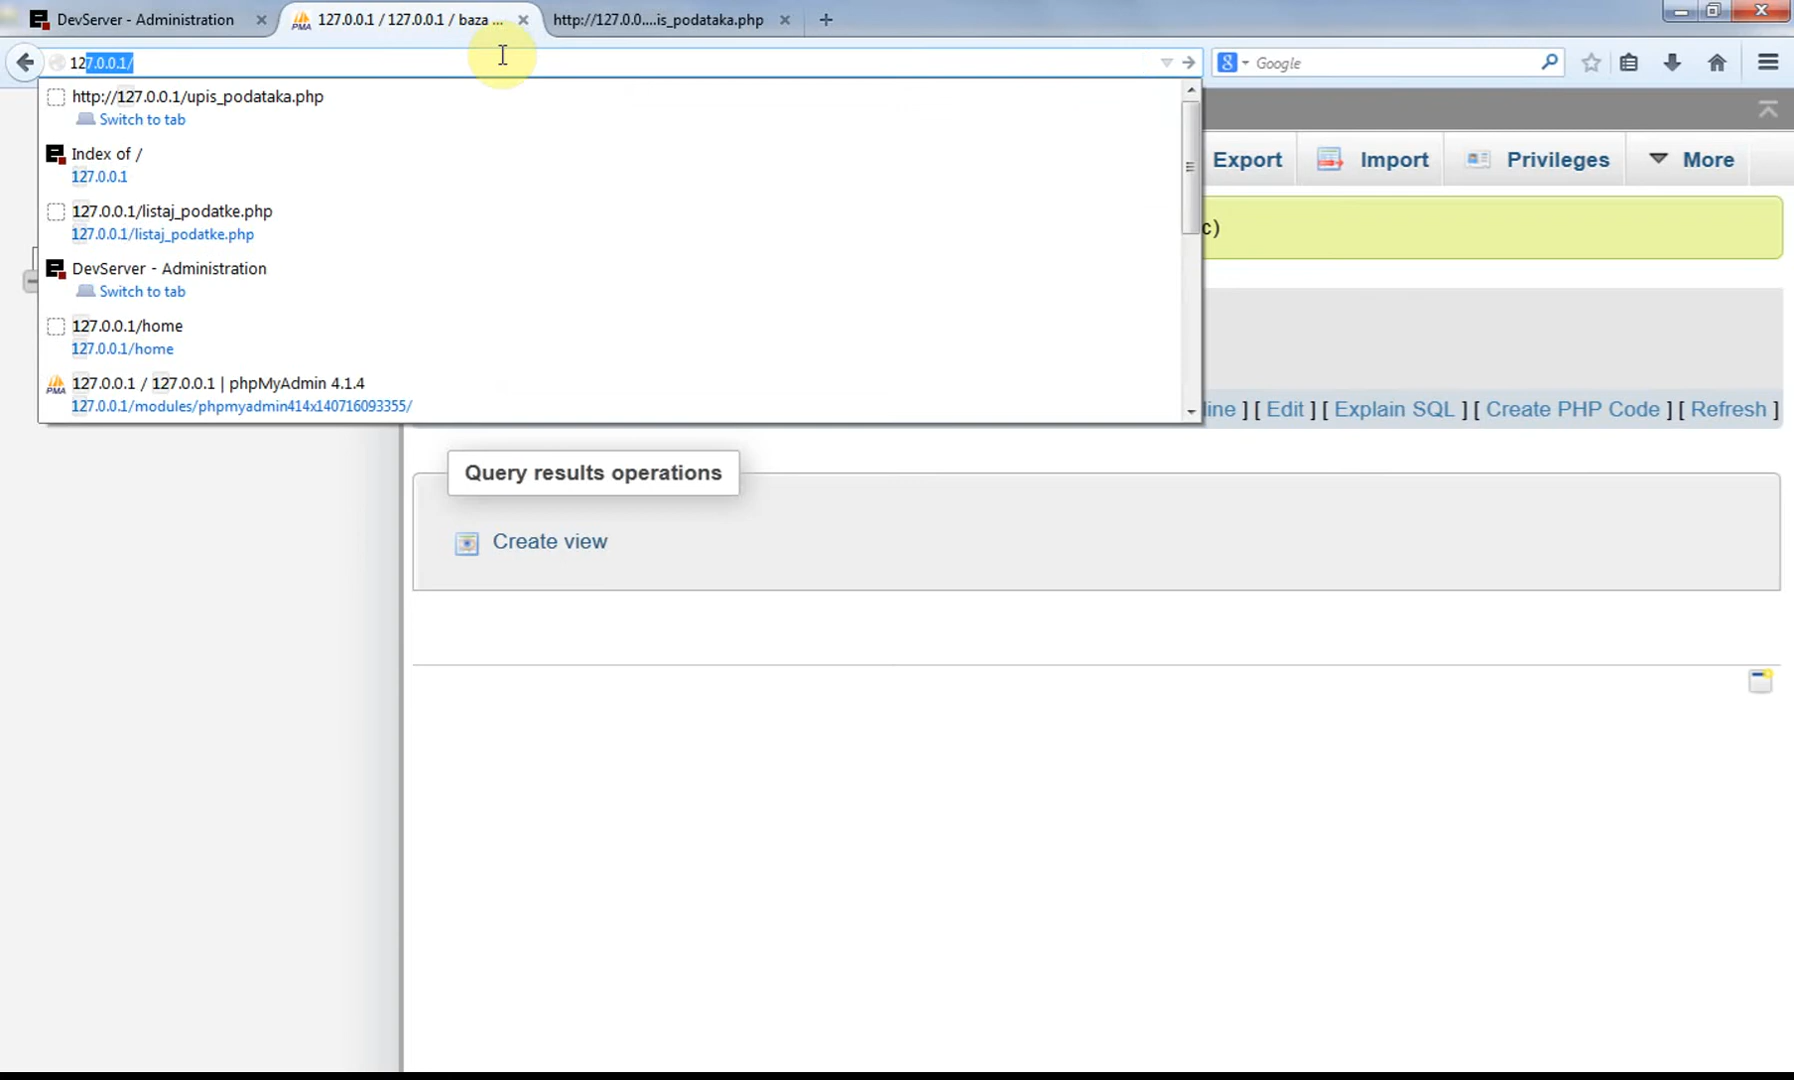 DevServer - Administration
127.0.0.1 / 127.0.0.1 / baza ...
http://127.0.0....is_podataka.php
127.0.0.1/
Google
http://127.0.0.1/upis_podataka.php
Switch to tab
Index of /
127.0.0.1
127.0.0.1/listaj_podatke.php
127.0.0.1/listaj_podatke.php
DevServer - Administration
Switch to tab
127.0.0.1/home
127.0.0.1/home
127.0.0.1 / 127.0.0.1 | phpMyAdmin 4.1.4
127.0.0.1/modules/phpmyadmin414x140716093355/
Export Import Privileges More
c)
line ] [ Edit ] [ Explain SQL ] [ Create PHP Code ] [ Refresh ]
Query results operations
Create view